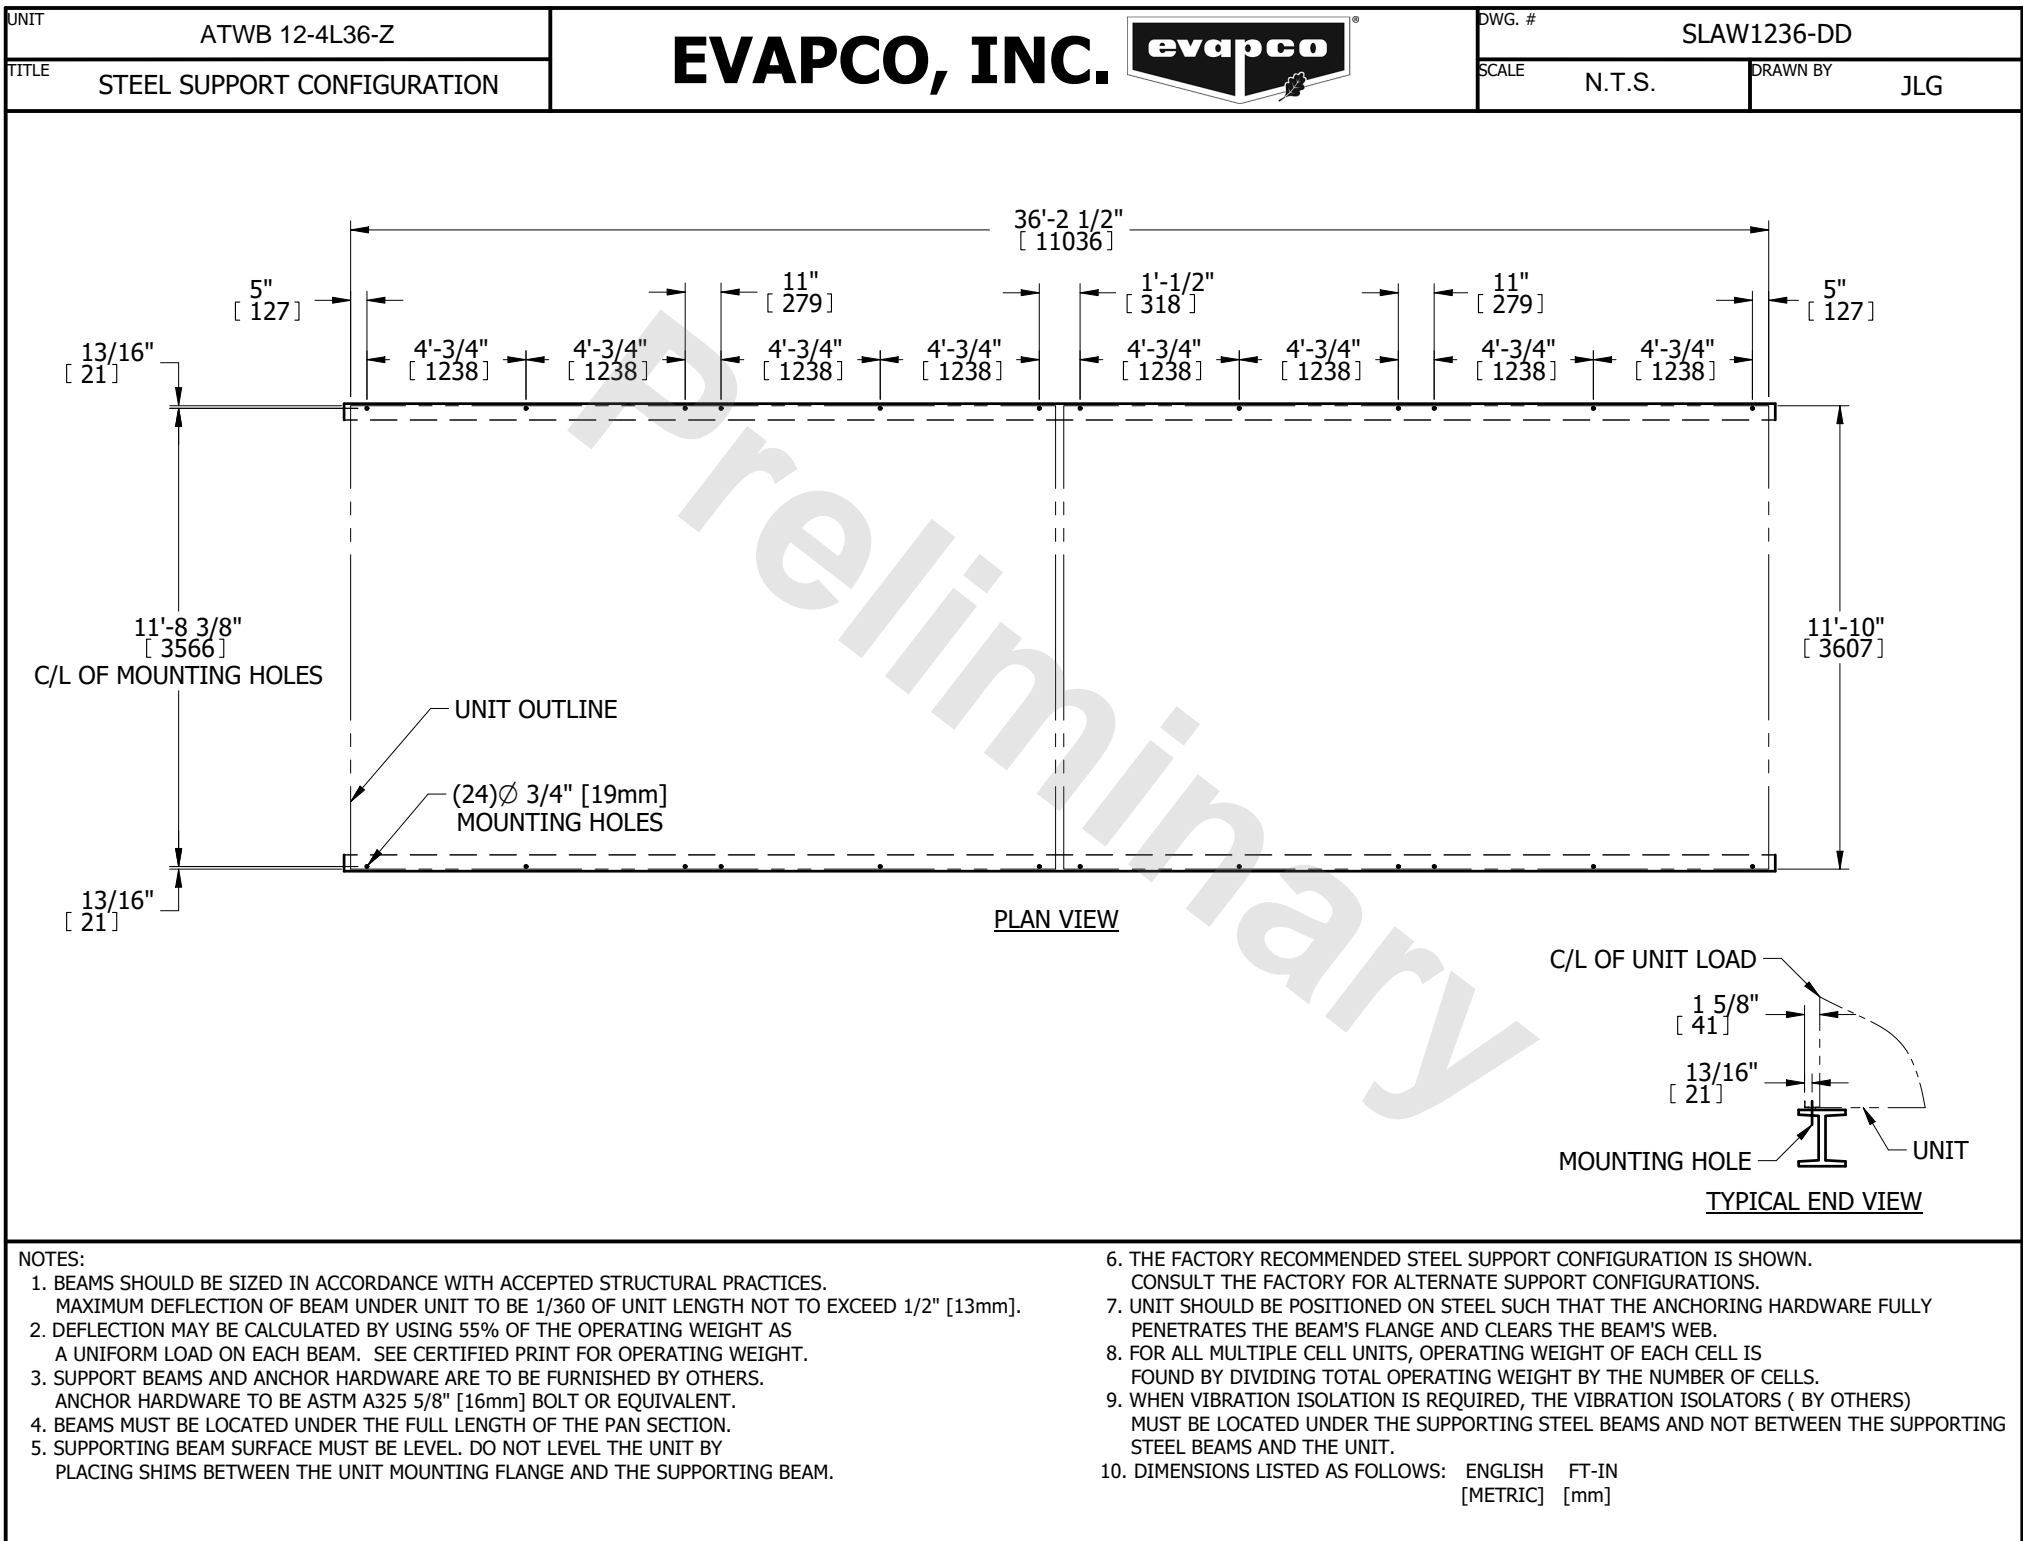 UNIT
ATWB 12-4L36-Z
TITLE
STEEL SUPPORT CONFIGURATION
EVAPCO, INC.
evapco
®
DWG. #
SLAW1236-DD
SCALE
N.T.S.
DRAWN BY
JLG
36'-2 1/2"
[ 11036]
5"
[ 127]
11"
[ 279]
1'-1/2"
[ 318 ]
11"
[ 279]
5"
[ 127]
13/16"
[ 21]
4'-3/4"
[ 1238]
4'-3/4"
[ 1238]
4'-3/4"
[ 1238]
4'-3/4"
[ 1238]
4'-3/4"
[ 1238]
4'-3/4"
[ 1238]
4'-3/4"
[ 1238]
4'-3/4"
[ 1238]
11'-8 3/8"
[ 3566]
C/L OF MOUNTING HOLES
11'-10"
[ 3607]
UNIT OUTLINE
(24)∅ 3/4" [19mm]
MOUNTING HOLES
13/16"
[ 21]
PLAN VIEW
Preliminary
C/L OF UNIT LOAD
1 5/8"
[ 41]
13/16"
[ 21]
MOUNTING HOLE
UNIT
TYPICAL END VIEW
NOTES:
1. BEAMS SHOULD BE SIZED IN ACCORDANCE WITH ACCEPTED STRUCTURAL PRACTICES.
MAXIMUM DEFLECTION OF BEAM UNDER UNIT TO BE 1/360 OF UNIT LENGTH NOT TO EXCEED 1/2" [13mm].
2. DEFLECTION MAY BE CALCULATED BY USING 55% OF THE OPERATING WEIGHT AS
A UNIFORM LOAD ON EACH BEAM. SEE CERTIFIED PRINT FOR OPERATING WEIGHT.
3. SUPPORT BEAMS AND ANCHOR HARDWARE ARE TO BE FURNISHED BY OTHERS.
ANCHOR HARDWARE TO BE ASTM A325 5/8" [16mm] BOLT OR EQUIVALENT.
4. BEAMS MUST BE LOCATED UNDER THE FULL LENGTH OF THE PAN SECTION.
5. SUPPORTING BEAM SURFACE MUST BE LEVEL. DO NOT LEVEL THE UNIT BY
PLACING SHIMS BETWEEN THE UNIT MOUNTING FLANGE AND THE SUPPORTING BEAM.
6. THE FACTORY RECOMMENDED STEEL SUPPORT CONFIGURATION IS SHOWN.
CONSULT THE FACTORY FOR ALTERNATE SUPPORT CONFIGURATIONS.
7. UNIT SHOULD BE POSITIONED ON STEEL SUCH THAT THE ANCHORING HARDWARE FULLY
PENETRATES THE BEAM'S FLANGE AND CLEARS THE BEAM'S WEB.
8. FOR ALL MULTIPLE CELL UNITS, OPERATING WEIGHT OF EACH CELL IS
FOUND BY DIVIDING TOTAL OPERATING WEIGHT BY THE NUMBER OF CELLS.
9. WHEN VIBRATION ISOLATION IS REQUIRED, THE VIBRATION ISOLATORS ( BY OTHERS)
MUST BE LOCATED UNDER THE SUPPORTING STEEL BEAMS AND NOT BETWEEN THE SUPPORTING
STEEL BEAMS AND THE UNIT.
10. DIMENSIONS LISTED AS FOLLOWS: ENGLISH FT-IN
[METRIC] [mm]